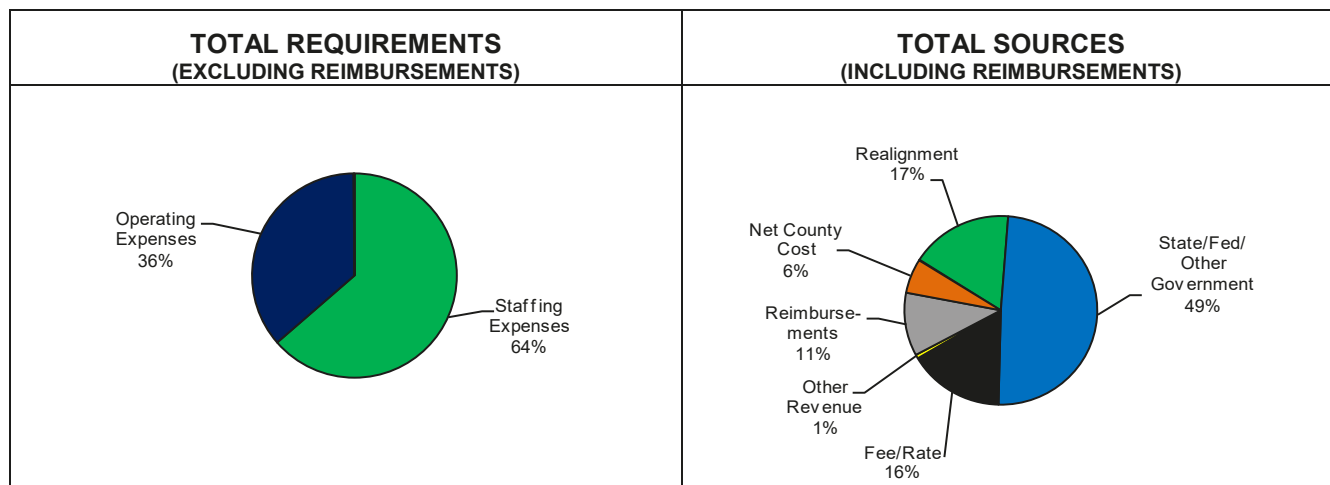 TOTAL REQUIREMENTS
(EXCLUDING REIMBURSEMENTS)
Operating
Expenses
36%
Staffing
Expenses
64%
TOTAL SOURCES
(INCLUDING REIMBURSEMENTS)
Realignment
17%
Net County
Cost
6%
State/Fed/
Other
Government
49%
Reimburse-
ments
11%
Other
Revenue
1%
Fee/Rate
16%